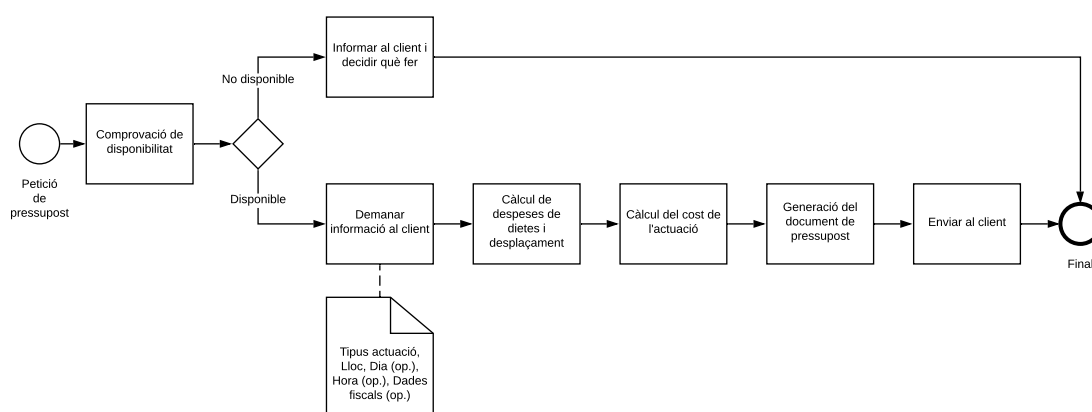 Informar al client i
decidir què fer
No disponible
Comprovació de
disponibilitat
Petició
de
pressupost
Disponible
Demanar
informació al client
Càlcul de
despeses de
dietes i
desplaçament
Càlcul del cost de
l'actuació
Generació del
document de
pressupost
Enviar al client
Final
Tipus actuació,
Lloc, Dia (op.),
Hora (op.), Dades
fiscals (op.)